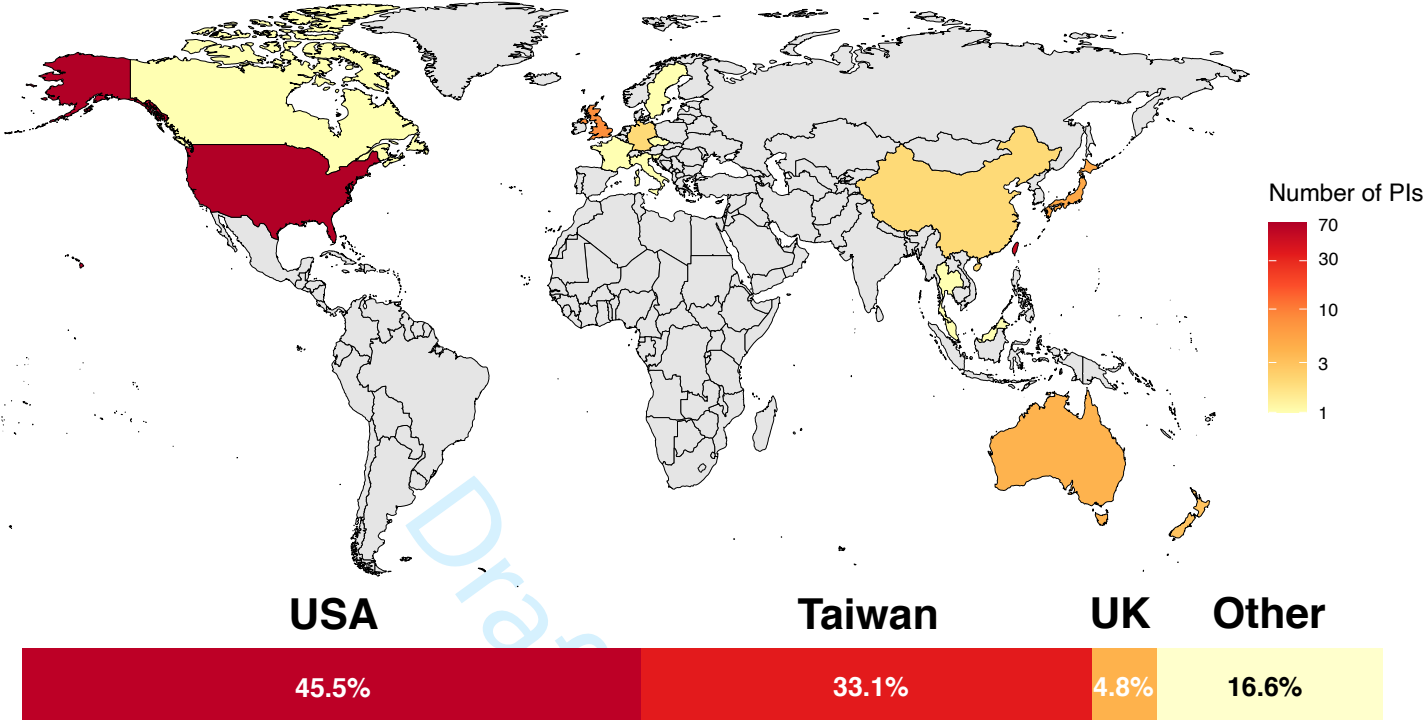 Number of PIs
70
30
10
3
1
USA Taiwan UK Other
45.5% 33.1% 4.8% 16.6%